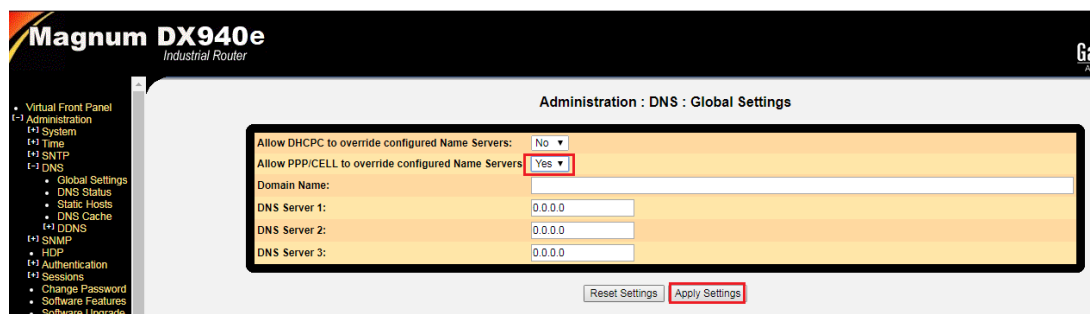 Magnum DX940e
Industrial Router
Virtual Front Panel
[-] Administration
[+] System
[+] Time
[+] SNTP
[-] DNS
Global Settings
DNS Status
Static Hosts
DNS Cache
[+] DDNS
[+] SNMP
HDP
[+] Authentication
[+] Sessions
Change Password
Software Features
Software Upgrade
Administration : DNS : Global Settings
Allow DHCPC to override configured Name Servers: No
Allow PPP/CELL to override configured Name Servers Yes
Domain Name:
DNS Server 1: 0.0.0.0
DNS Server 2: 0.0.0.0
DNS Server 3: 0.0.0.0
Reset Settings Apply Settings